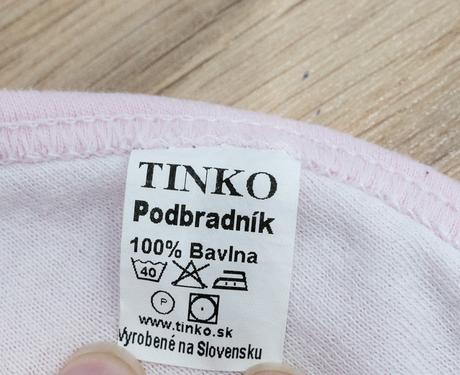 TINKO
Podbradník
100% Bavlna
40
P
www.tinko.sk
Vyrobené na Slovensku